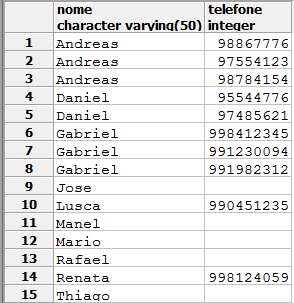 nome telefone
character varying(50) integer
1 Andreas 98867776
2 Andreas 97554123
3 Andreas 98784154
4 Daniel 95544776
5 Daniel 97485621
6 Gabriel 998412345
7 Gabriel 991230094
8 Gabriel 991982312
9 Jose
10 Lusca 990451235
11 Manel
12 Mario
13 Rafael
14 Renata 998124059
15 Thiago